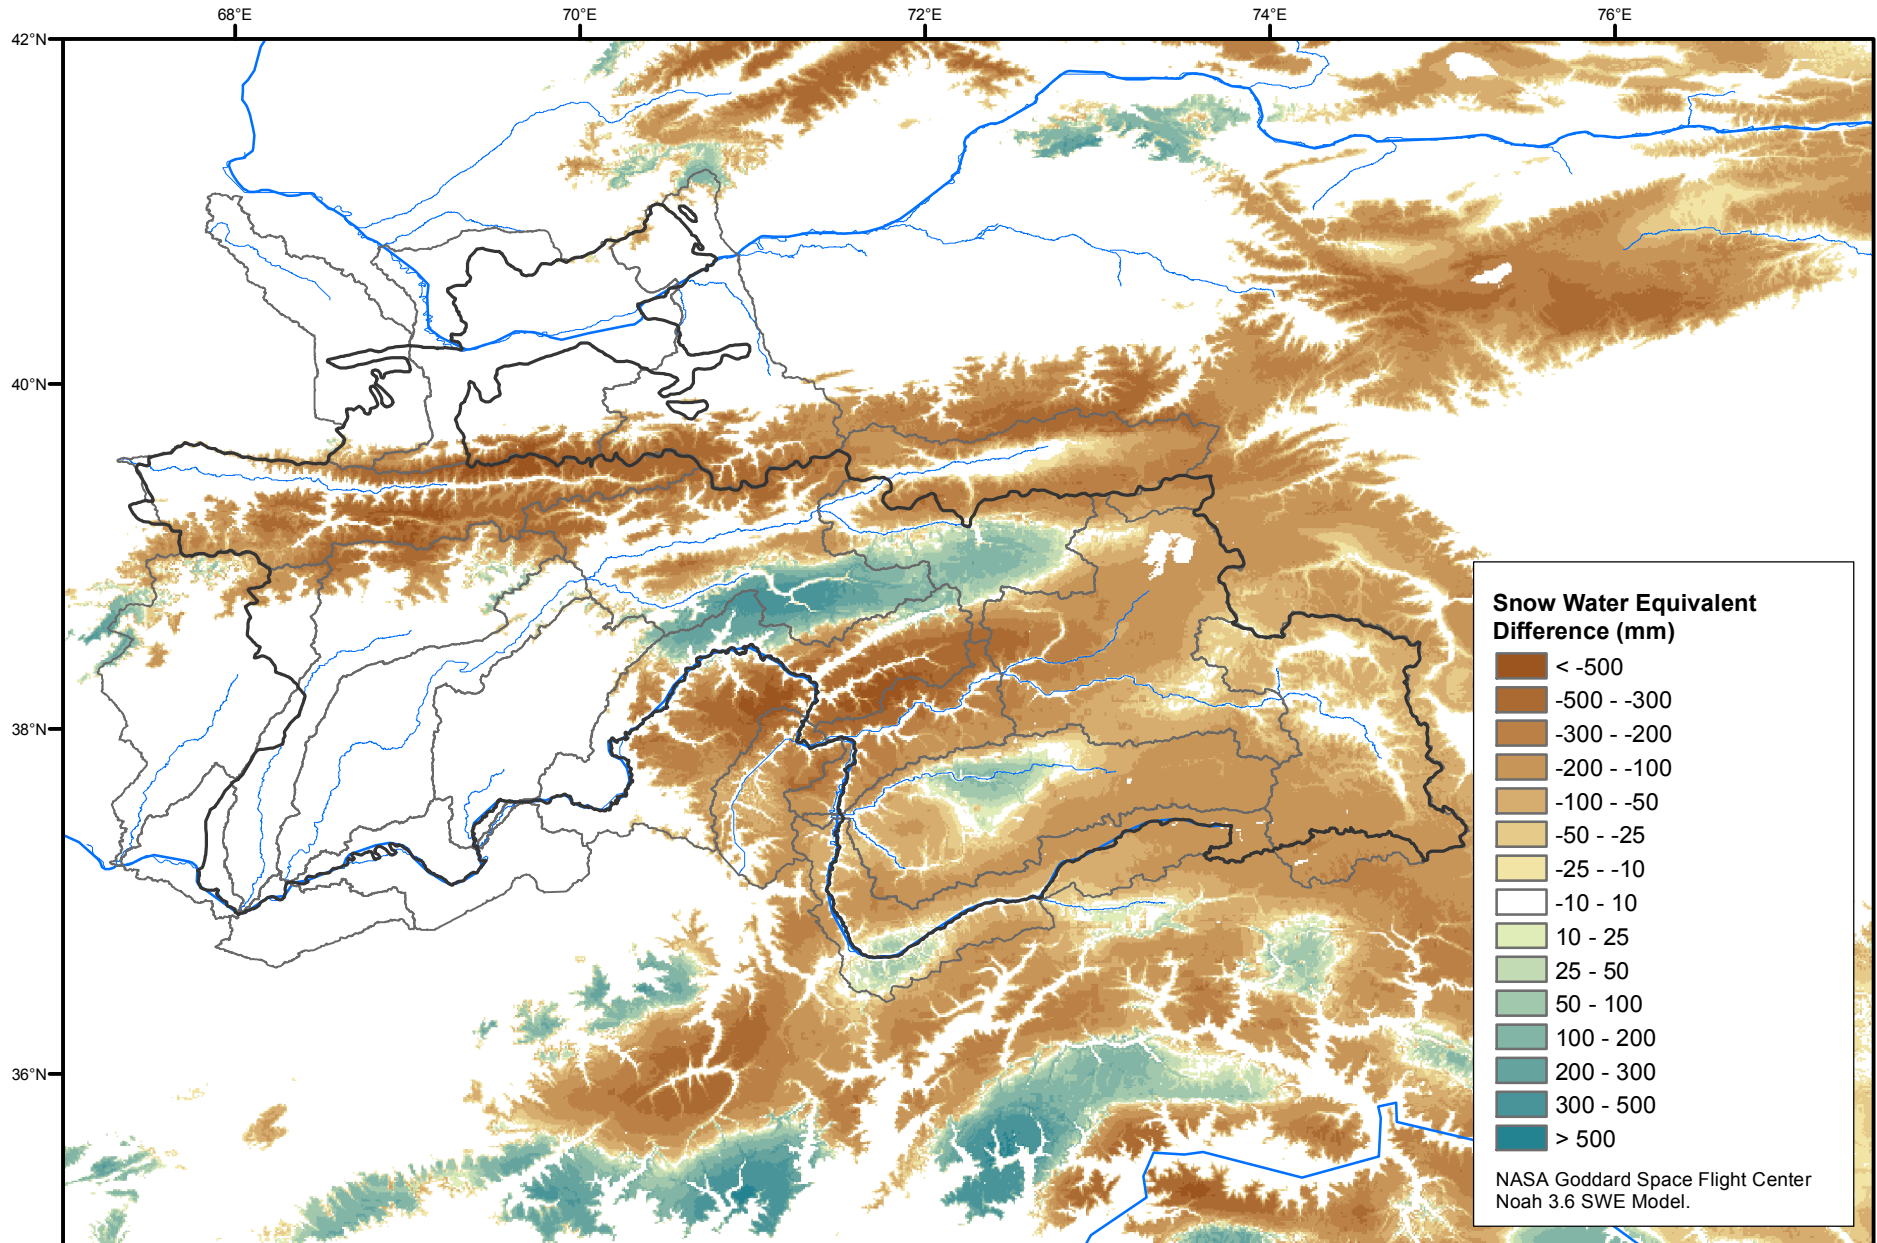 68°E 70°E 72°E 74°E 76°E
42°N
40°N
38°N
36°N
Snow Water Equivalent
Difference (mm)
< -500
-500 - -300
-300 - -200
-200 - -100
-100 - -50
-50 - -25
-25 - -10
-10 - 10
10 - 25
25 - 50
50 - 100
100 - 200
200 - 300
300 - 500
> 500
NASA Goddard Space Flight Center
Noah 3.6 SWE Model.